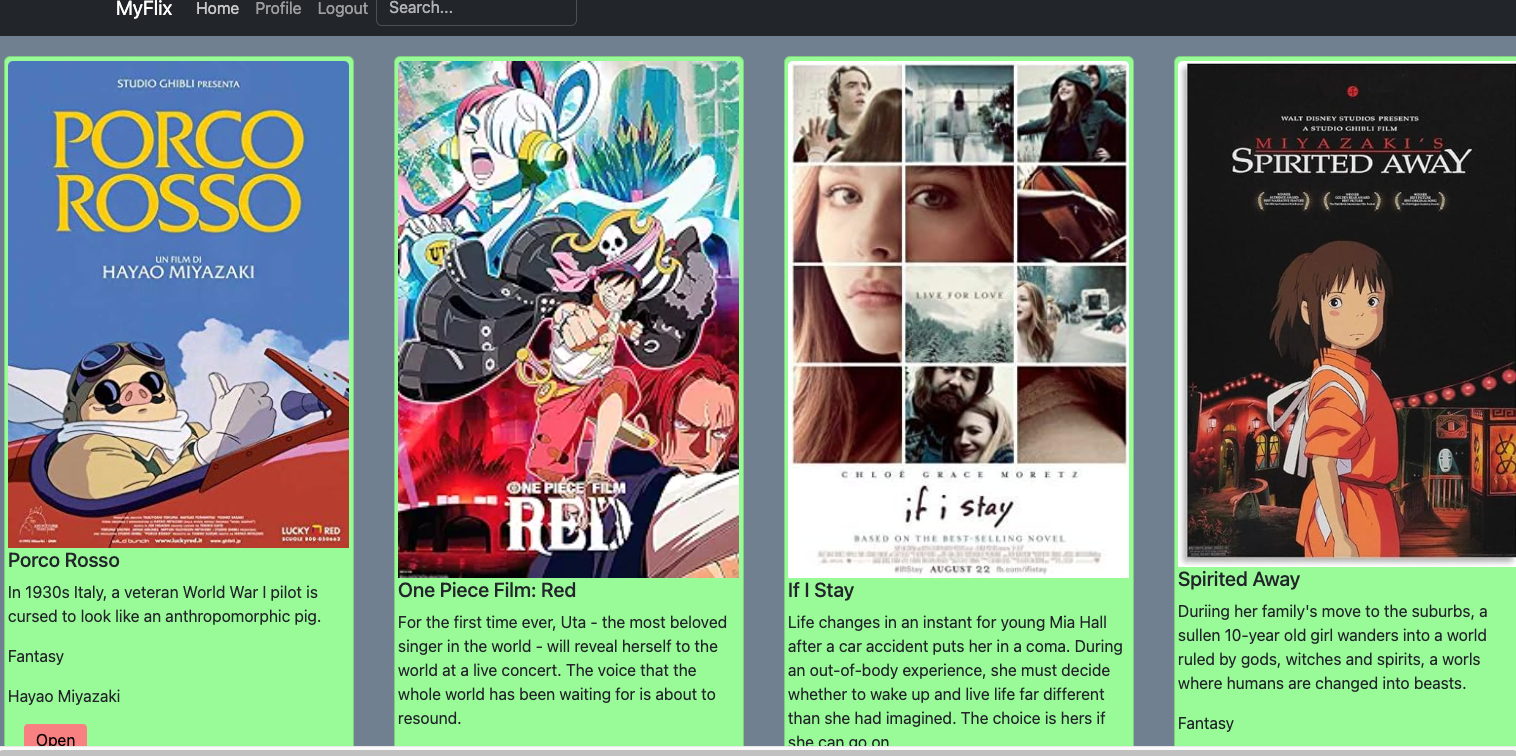 MyFlix Home Profile Logout Search...
STUDIO GHIBLI PRESENTA
PORCO
ROSSO
UN FILM DI
HAYAO MIYAZAKI
LUCKY RED
www.luckyred.it
Porco Rosso
In 1930s Italy, a veteran World War I pilot is
cursed to look like an anthropomorphic pig.
Fantasy
Hayao Miyazaki
Open
UT
ONE PIECE FILM
RED
One Piece Film: Red
For the first time ever, Uta - the most beloved
singer in the world - will reveal herself to the
world at a live concert. The voice that the
whole world has been waiting for is about to
resound.
LIVE FOR LOVE
CHLOË GRACE MORETZ
if i stay
BASED ON THE BEST-SELLING NOVEL
#IfIStay AUGUST 22 fb.com/ifistay
If I Stay
Life changes in an instant for young Mia Hall
after a car accident puts her in a coma. During
an out-of-body experience, she must decide
whether to wake up and live life far different
than she had imagined. The choice is hers if
she can go on.
WALT DISNEY STUDIOS PRESENTS
A STUDIO GHIBLI FILM
MIYAZAKI'S
SPIRITED AWAY
Spirited Away
Duriing her family's move to the suburbs, a
sullen 10-year old girl wanders into a world
ruled by gods, witches and spirits, a worls
where humans are changed into beasts.
Fantasy